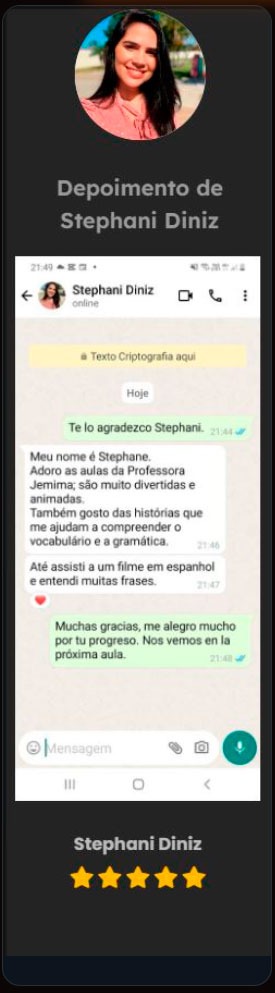 Depoimento de
Stephani Diniz
21:49
Stephani Diniz
online
Texto Criptografia aqui
Hoje
Te lo agradezco Stephani. 21:44
Meu nome é Stephane.
Adoro as aulas da Professora
Jemima; são muito divertidas e
animadas.
Também gosto das histórias que
me ajudam a compreender o
vocabulário e a gramática. 21:46
Até assisti a um filme em espanhol
e entendi muitas frases. 21:47
Muchas gracias, me alegro mucho
por tu progreso. Nos vemos en la
próxima aula. 21:48
Mensagem
Stephani Diniz